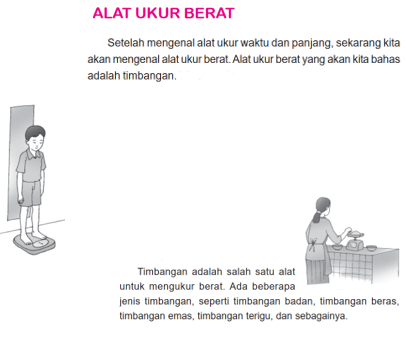 ALAT UKUR BERAT
Setelah mengenal alat ukur waktu dan panjang, sekarang kita
akan mengenal alat ukur berat. Alat ukur berat yang akan kita bahas
adalah timbangan.
Timbangan adalah salah satu alat
untuk mengukur berat. Ada beberapa
jenis timbangan, seperti timbangan badan, timbangan beras,
timbangan emas, timbangan terigu, dan sebagainya.